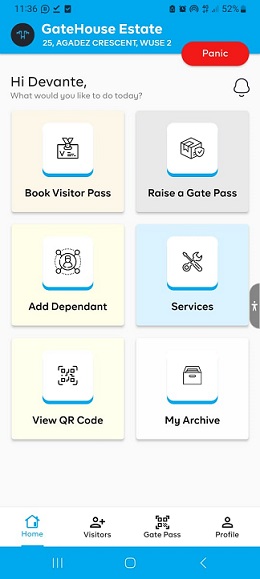 11:36
52%
GateHouse Estate
25, AGADEZ CRESCENT, WUSE 2
Panic
Hi Devante,
What would you like to do today?
Book Visitor Pass
Raise a Gate Pass
Add Dependant
Services
View QR Code
My Archive
Home
Visitors
Gate Pass
Profile